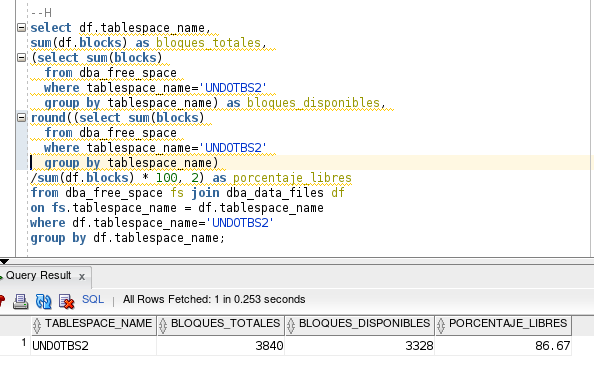 --H
select df.tablespace_name,
sum(df.blocks) as bloques_totales,
(select sum(blocks)
from dba_free_space
where tablespace_name='UNDOTBS2'
group by tablespace_name) as bloques_disponibles,
round((select sum(blocks)
from dba_free_space
where tablespace_name='UNDOTBS2'
group by tablespace_name)
/sum(df.blocks) * 100, 2) as porcentaje_libres
from dba_free_space fs join dba_data_files df
on fs.tablespace_name = df.tablespace_name
where df.tablespace_name='UNDOTBS2'
group by df.tablespace_name;
Query Result x
SQL | All Rows Fetched: 1 in 0.253 seconds
TABLESPACE_NAME BLOQUES_TOTALES BLOQUES_DISPONIBLES PORCENTAJE_LIBRES
1 UNDOTBS2 3840 3328 86.67